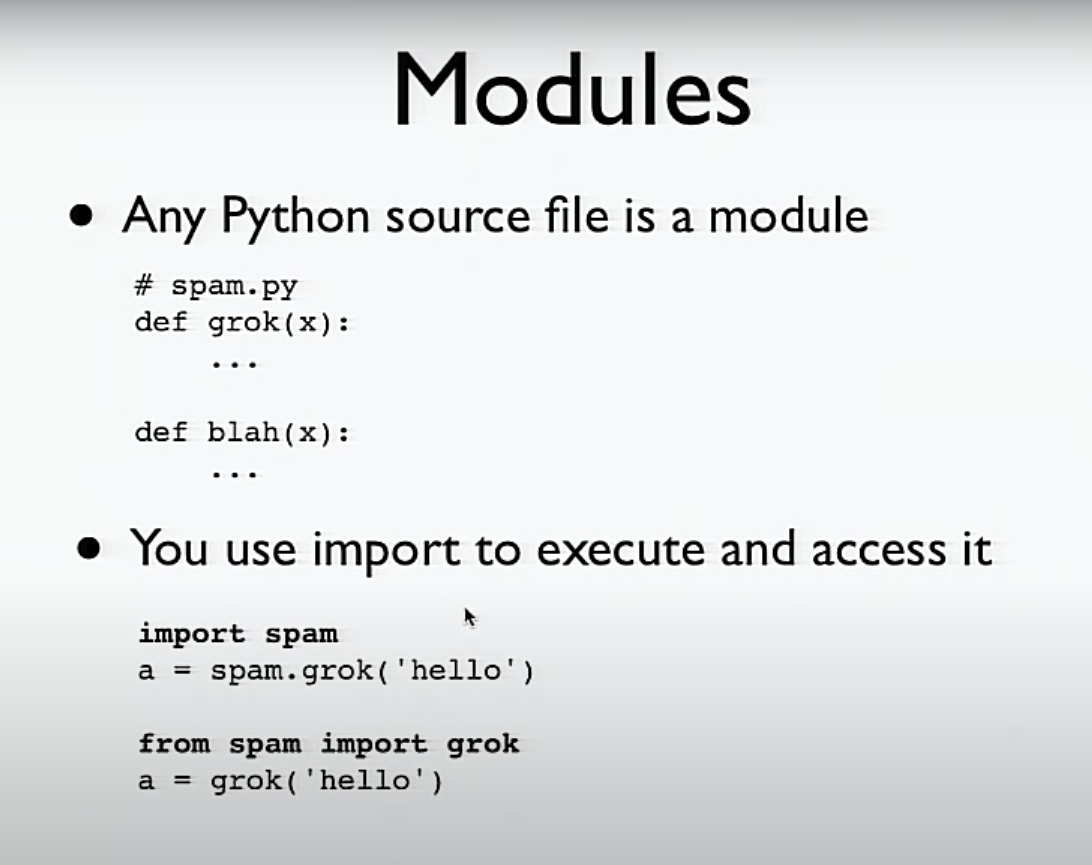 Modules
• Any Python source file is a module
# spam.py
def grok(x):
    ...
def blah(x):
    ...
• You use import to execute and access it
import spam
a = spam.grok('hello')
from spam import grok
a = grok('hello')